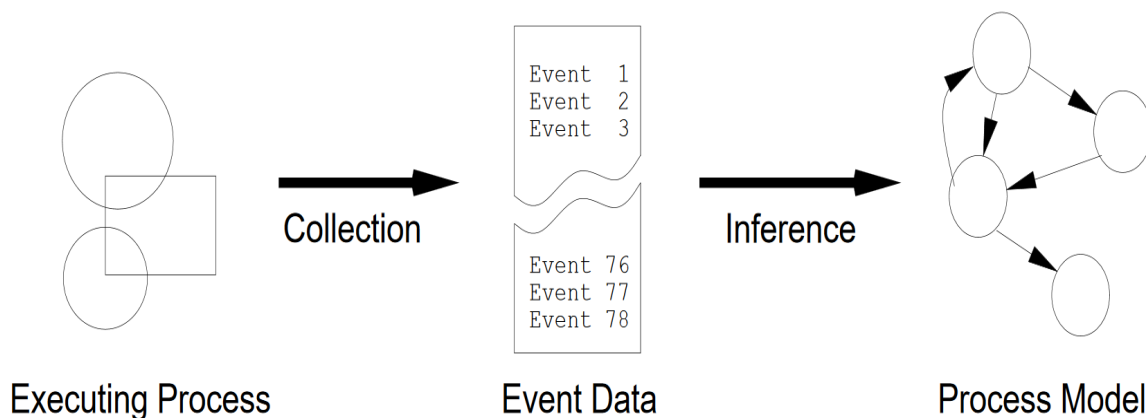 Event 1
Event 2
Event 3
Collection
Inference
Event 76
Event 77
Event 78
Executing Process
Event Data
Process Model